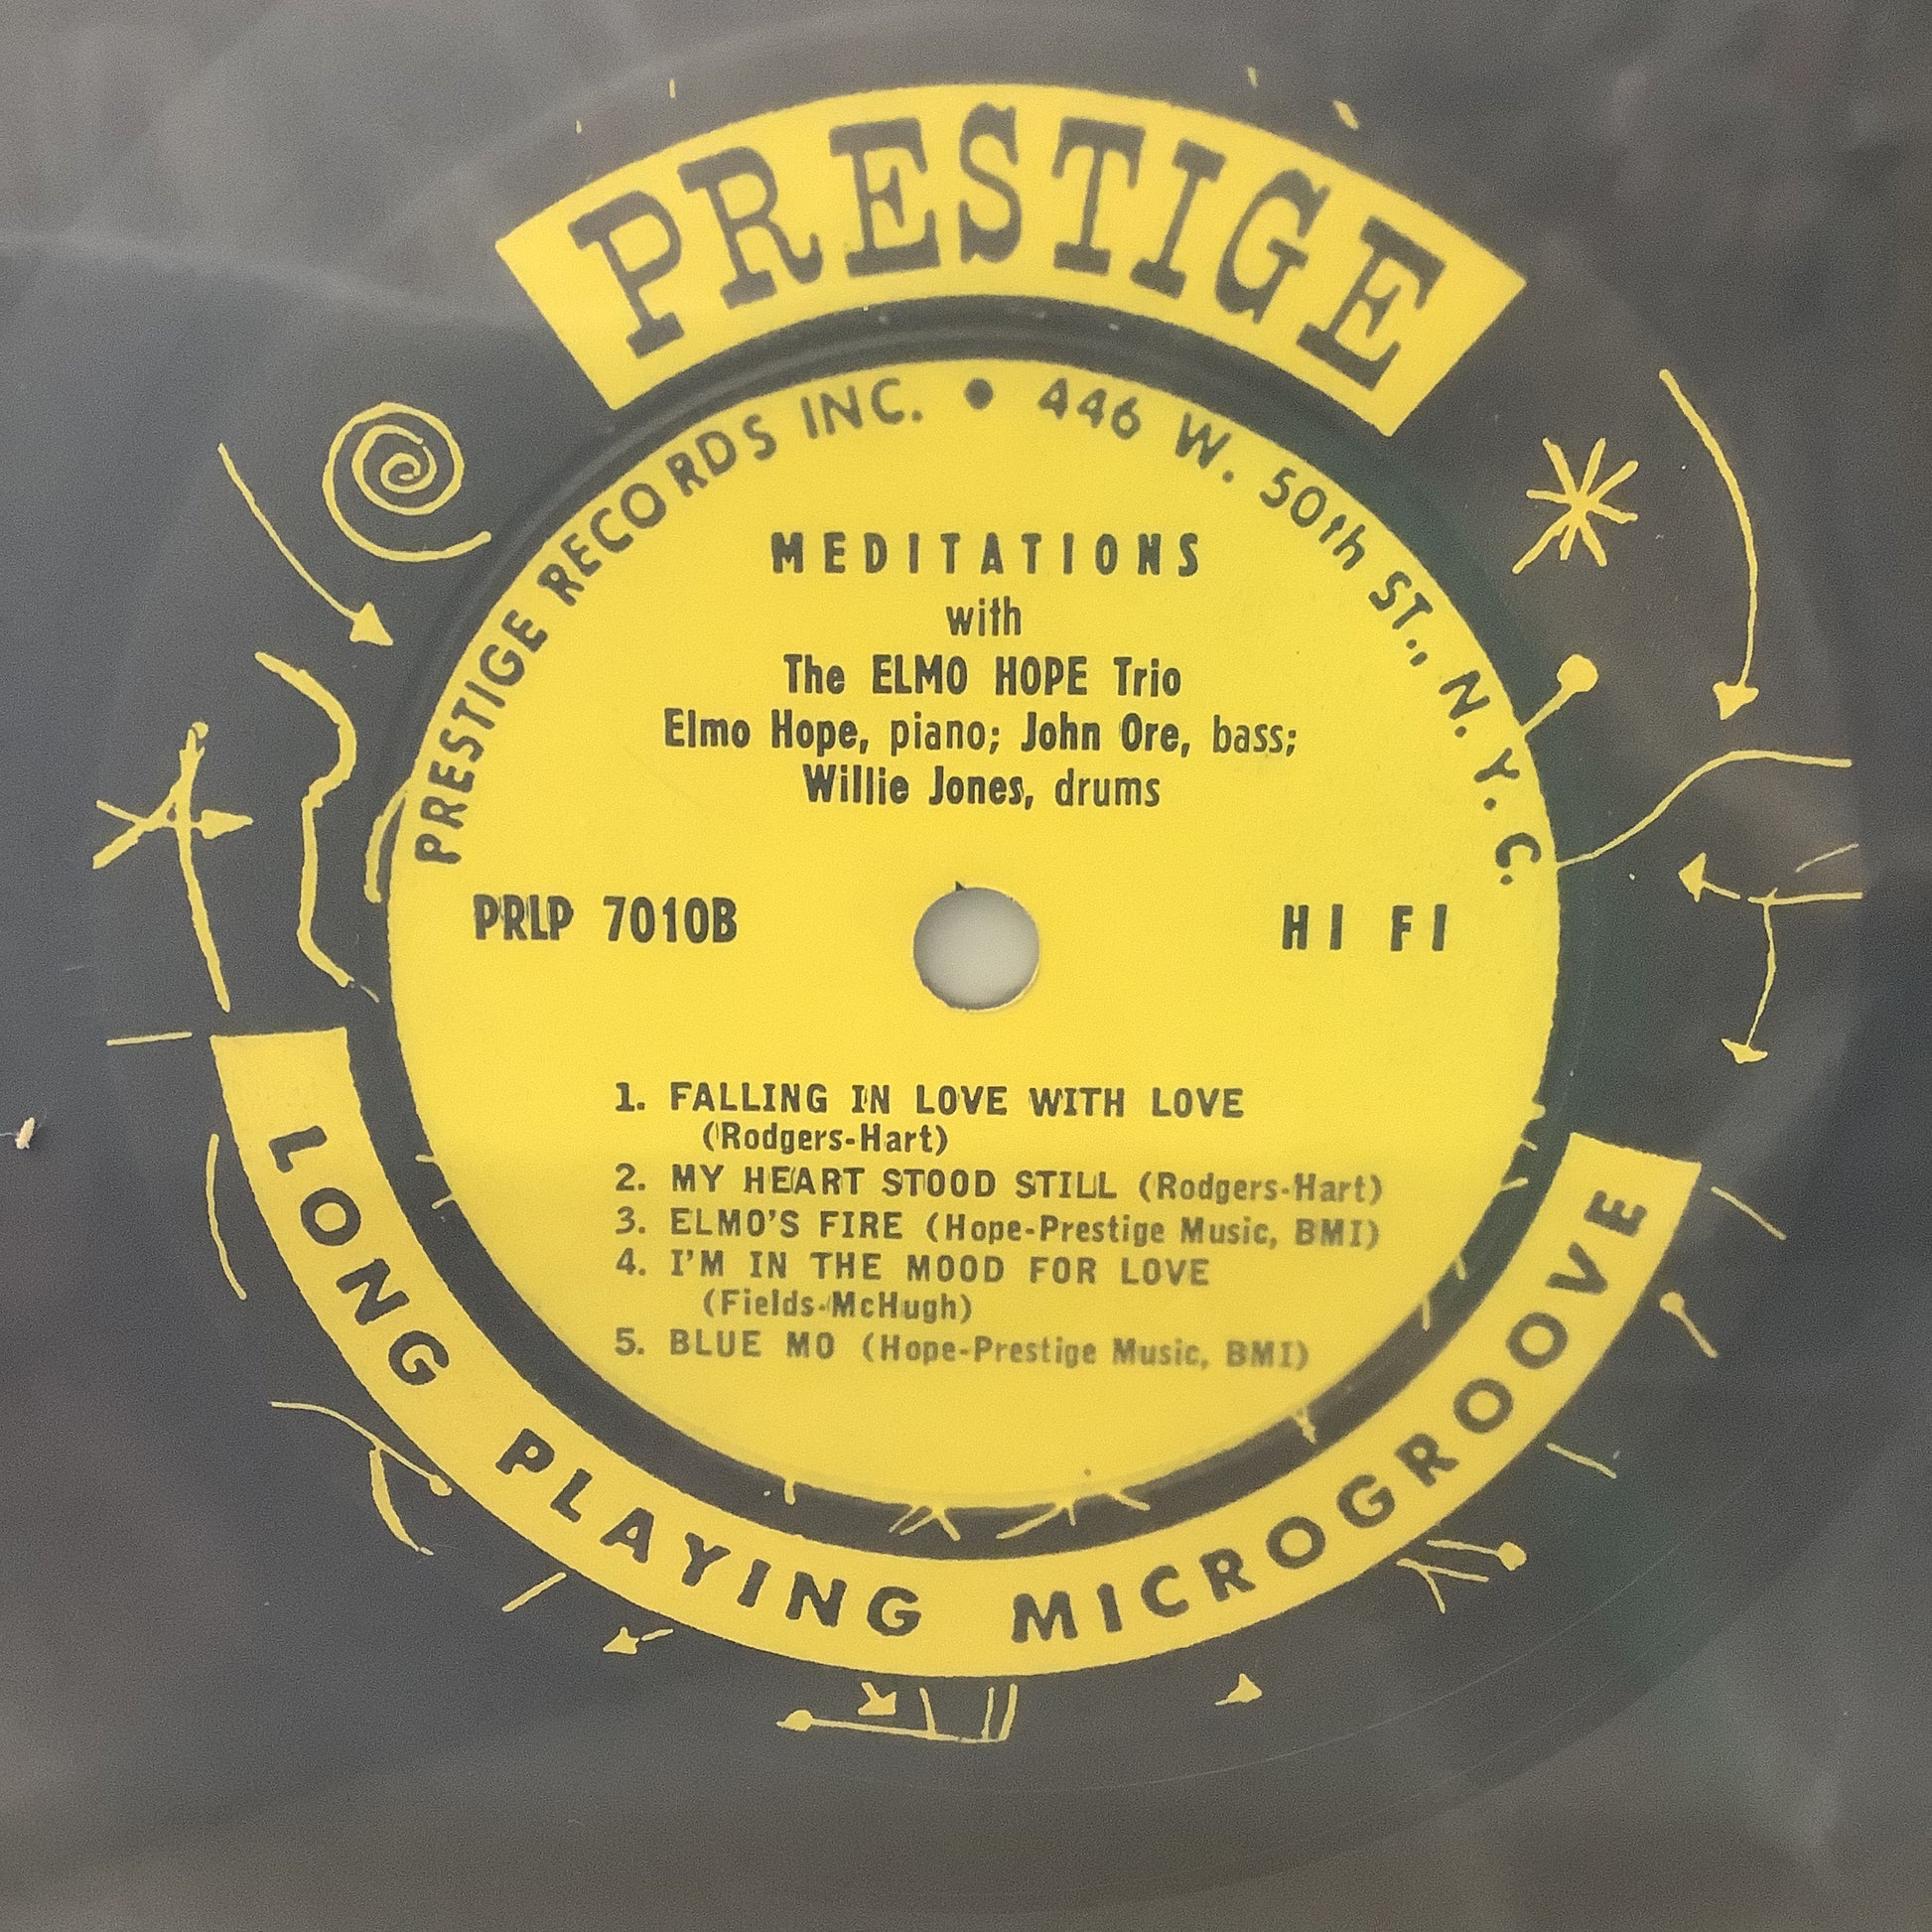 PRESTIGE
PRESTIGE RECORDS INC. • 446 W. 50th ST., N. Y. C.
MEDITATIONS
with
The ELMO HOPE Trio
Elmo Hope, piano; John Ore, bass;
Willie Jones, drums
PRLP 7010B
HI FI
1. FALLING IN LOVE WITH LOVE
(Rodgers-Hart)
2. MY HEART STOOD STILL (Rodgers-Hart)
3. ELMO'S FIRE (Hope-Prestige Music, BMI)
4. I'M IN THE MOOD FOR LOVE
(Fields-McHugh)
5. BLUE MO (Hope-Prestige Music, BMI)
LONG PLAYING MICROGROOVE